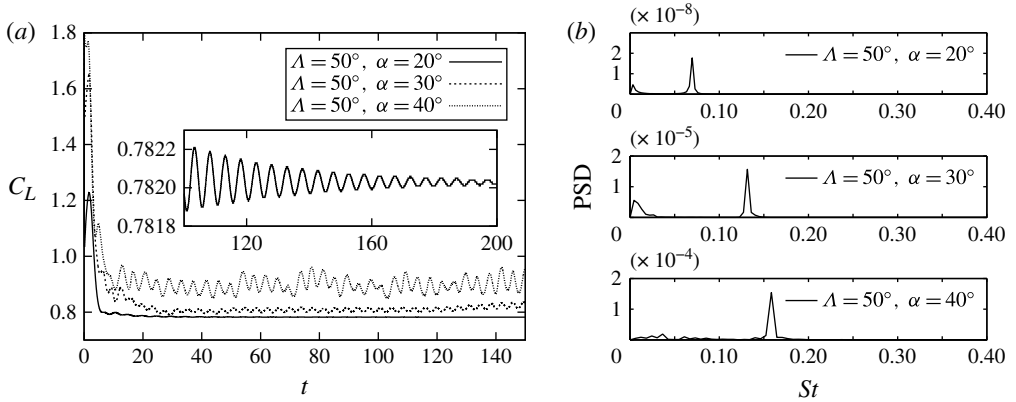 (a)
1.8
1.6
1.4
1.2
1.0
0.8
C_L
0 20 40 60 80 100 120 140
t
Λ = 50°, α = 20°
Λ = 50°, α = 30°
Λ = 50°, α = 40°
0.7822
0.7820
0.7818
120 160 200
(b)
PSD
(× 10⁻⁸)
2
1
Λ = 50°, α = 20°
0 0.10 0.20 0.30 0.40
(× 10⁻⁵)
2
1
Λ = 50°, α = 30°
0 0.10 0.20 0.30 0.40
(× 10⁻⁴)
2
1
Λ = 50°, α = 40°
0 0.10 0.20 0.30 0.40
St